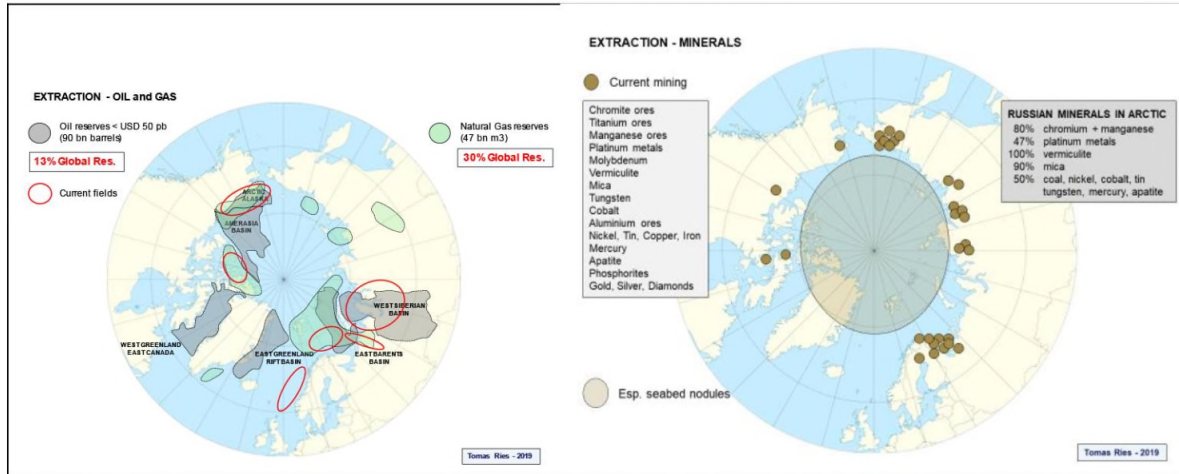 EXTRACTION - OIL and GAS
Oil reserves < USD 50 pb
(90 bn barrels)
13% Global Res.
Current fields
Natural Gas reserves
(47 bn m3)
30% Global Res.
ARCTIC
ALASKA
AMERASIA
BASIN
WEST SIBERIAN
BASIN
WEST GREENLAND
EAST CANADA
EAST GREENLAND
RIFT BASIN
EAST BARENTS
BASIN
Tomas Ries - 2019
EXTRACTION - MINERALS
Current mining
Chromite ores
Titanium ores
Manganese ores
Platinum metals
Molybdenum
Vermiculite
Mica
Tungsten
Cobalt
Aluminium ores
Nickel, Tin, Copper, Iron
Mercury
Apatite
Phosphorites
Gold, Silver, Diamonds
RUSSIAN MINERALS IN ARCTIC
80% chromium + manganese
47% platinum metals
100% vermiculite
90% mica
50% coal, nickel, cobalt, tin
tungsten, mercury, apatite
Esp. seabed nodules
Tomas Ries - 2019